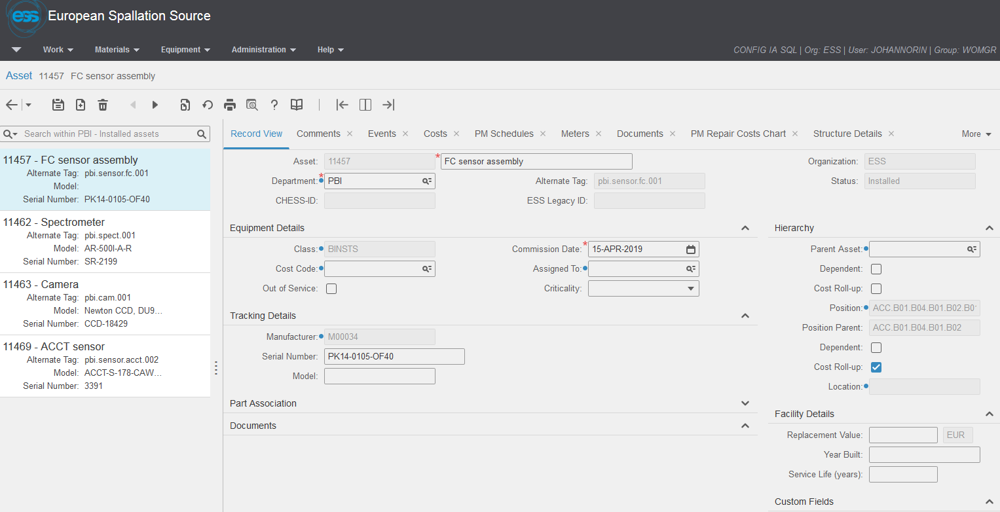 ess European Spallation Source
Work Materials Equipment Administration Help CONFIG IA SQL | Org: ESS | User: JOHANNORIN | Group: WOMGR
Asset 11457 FC sensor assembly
Search within PBI - Installed assets
11457 - FC sensor assembly
Alternate Tag: pbi.sensor.fc.001
Model:
Serial Number: PK14-0105-OF40
11462 - Spectrometer
Alternate Tag: pbi.spect.001
Model: AR-500I-A-R
Serial Number: SR-2199
11463 - Camera
Alternate Tag: pbi.cam.001
Model: Newton CCD, DU9...
Serial Number: CCD-18429
11469 - ACCT sensor
Alternate Tag: pbi.sensor.acct.002
Model: ACCT-S-178-CAW...
Serial Number: 3391
Record View Comments Events Costs PM Schedules Meters Documents PM Repair Costs Chart Structure Details More
Asset: 11457 * FC sensor assembly Organization: ESS
Department: * PBI Alternate Tag: pbi.sensor.fc.001 Status: Installed
CHESS-ID: ESS Legacy ID:
Equipment Details
Class: BINSTS Commission Date: * 15-APR-2019
Cost Code: Assigned To:
Out of Service: Criticality:
Tracking Details
Manufacturer: M00034
Serial Number: PK14-0105-OF40
Model:
Part Association
Documents
Hierarchy
Parent Asset:
Dependent:
Cost Roll-up:
Position: ACC.B01.B04.B01.B02.B0
Position Parent: ACC.B01.B04.B01.B02
Dependent:
Cost Roll-up:
Location:
Facility Details
Replacement Value: EUR
Year Built:
Service Life (years):
Custom Fields